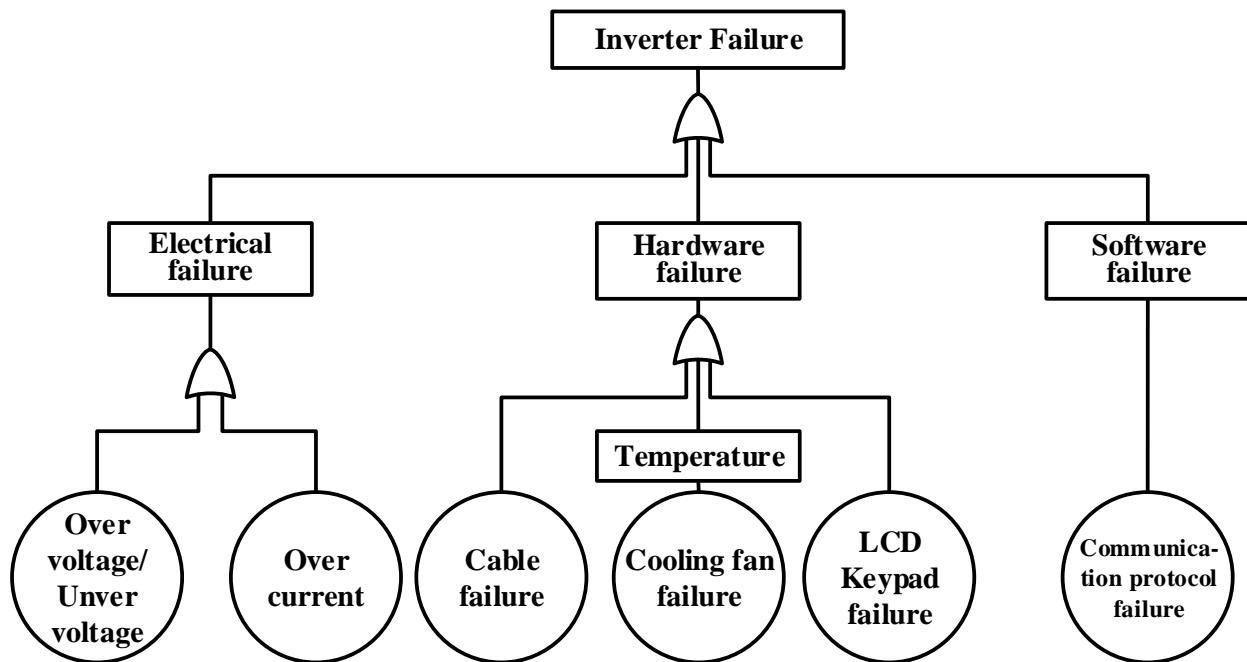 Inverter Failure
Electrical
failure
Hardware
failure
Software
failure
Temperature
Over
voltage/
Unver
voltage
Over
current
Cable
failure
Cooling fan
failure
LCD
Keypad
failure
Communica-
tion protocol
failure